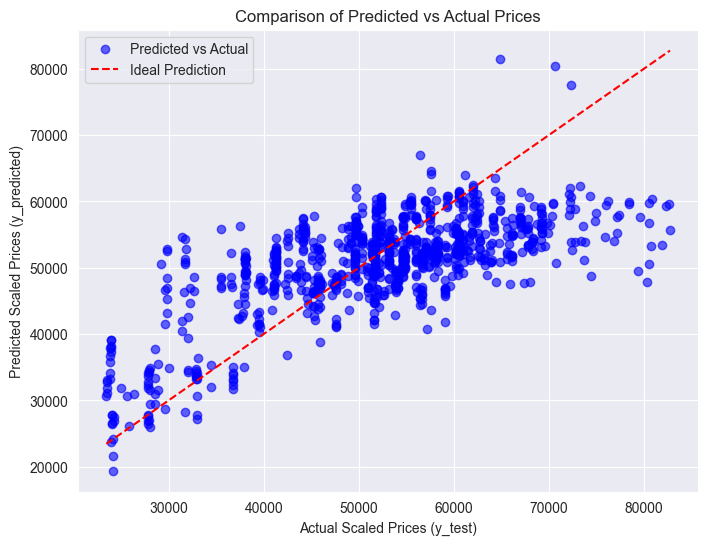 Comparison of Predicted vs Actual Prices
Predicted vs Actual
Ideal Prediction
Predicted Scaled Prices (y_predicted)
80000
70000
60000
50000
40000
30000
20000
30000 40000 50000 60000 70000 80000
Actual Scaled Prices (y_test)